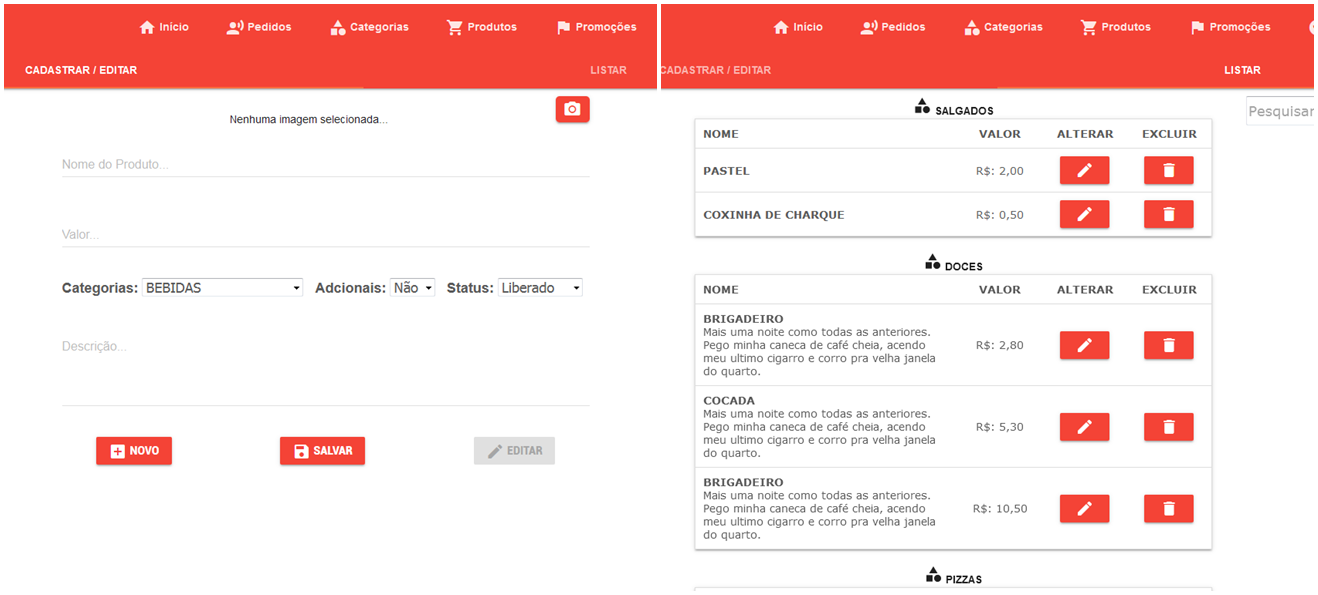 Início Pedidos Categorias Produtos Promoções
CADASTRAR / EDITAR LISTAR
Nenhuma imagem selecionada...
Nome do Produto...
Valor...
Categorias: BEBIDAS Adcionais: Não Status: Liberado
Descrição...
NOVO SALVAR EDITAR
Início Pedidos Categorias Produtos Promoções
CADASTRAR / EDITAR LISTAR
Pesquisar
SALGADOS
NOME VALOR ALTERAR EXCLUIR
PASTEL R$: 2,00
COXINHA DE CHARQUE R$: 0,50
DOCES
NOME VALOR ALTERAR EXCLUIR
BRIGADEIRO
Mais uma noite como todas as anteriores.
Pego minha caneca de café cheia, acendo
meu ultimo cigarro e corro pra velha janela
do quarto.
R$: 2,80
COCADA
Mais uma noite como todas as anteriores.
Pego minha caneca de café cheia, acendo
meu ultimo cigarro e corro pra velha janela
do quarto.
R$: 5,30
BRIGADEIRO
Mais uma noite como todas as anteriores.
Pego minha caneca de café cheia, acendo
meu ultimo cigarro e corro pra velha janela
do quarto.
R$: 10,50
PIZZAS